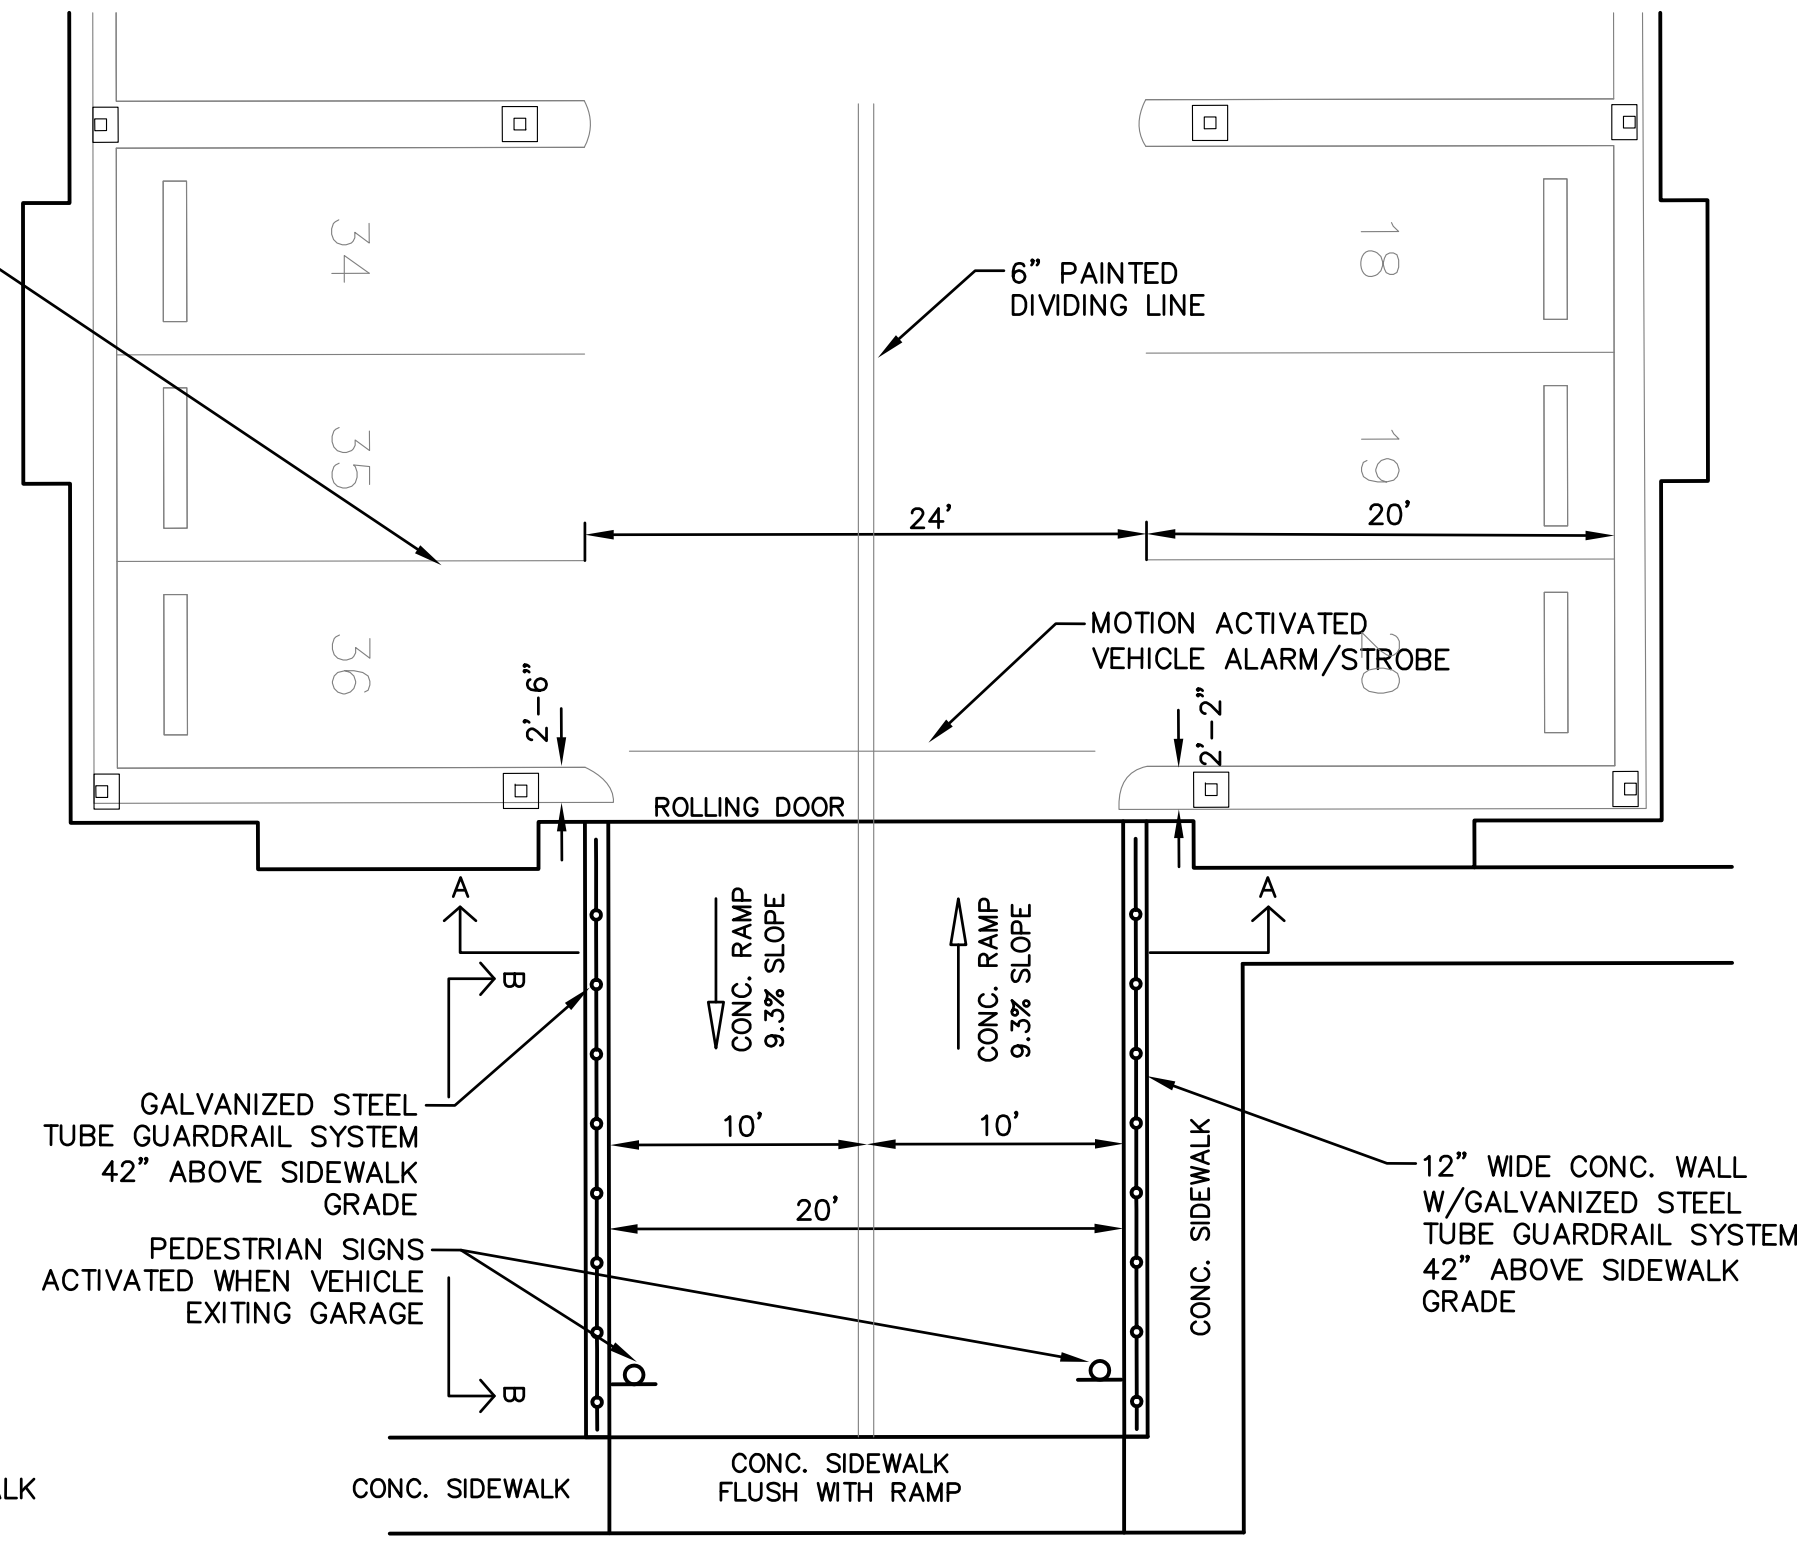 34
18
6” PAINTED
DIVIDING LINE
35
19
24’
20’
MOTION ACTIVATED
VEHICLE ALARM/STROBE
36
20
2’-6”
2’-2”
ROLLING DOOR
A
A
CONC. RAMP
9.3% SLOPE
CONC. RAMP
9.3% SLOPE
B
GALVANIZED STEEL
TUBE GUARDRAIL SYSTEM
42” ABOVE SIDEWALK
GRADE
10’
10’
20’
CONC. SIDEWALK
12” WIDE CONC. WALL
W/GALVANIZED STEEL
TUBE GUARDRAIL SYSTEM
42” ABOVE SIDEWALK
GRADE
PEDESTRIAN SIGNS
ACTIVATED WHEN VEHICLE
EXITING GARAGE
B
LK
CONC. SIDEWALK
CONC. SIDEWALK
FLUSH WITH RAMP